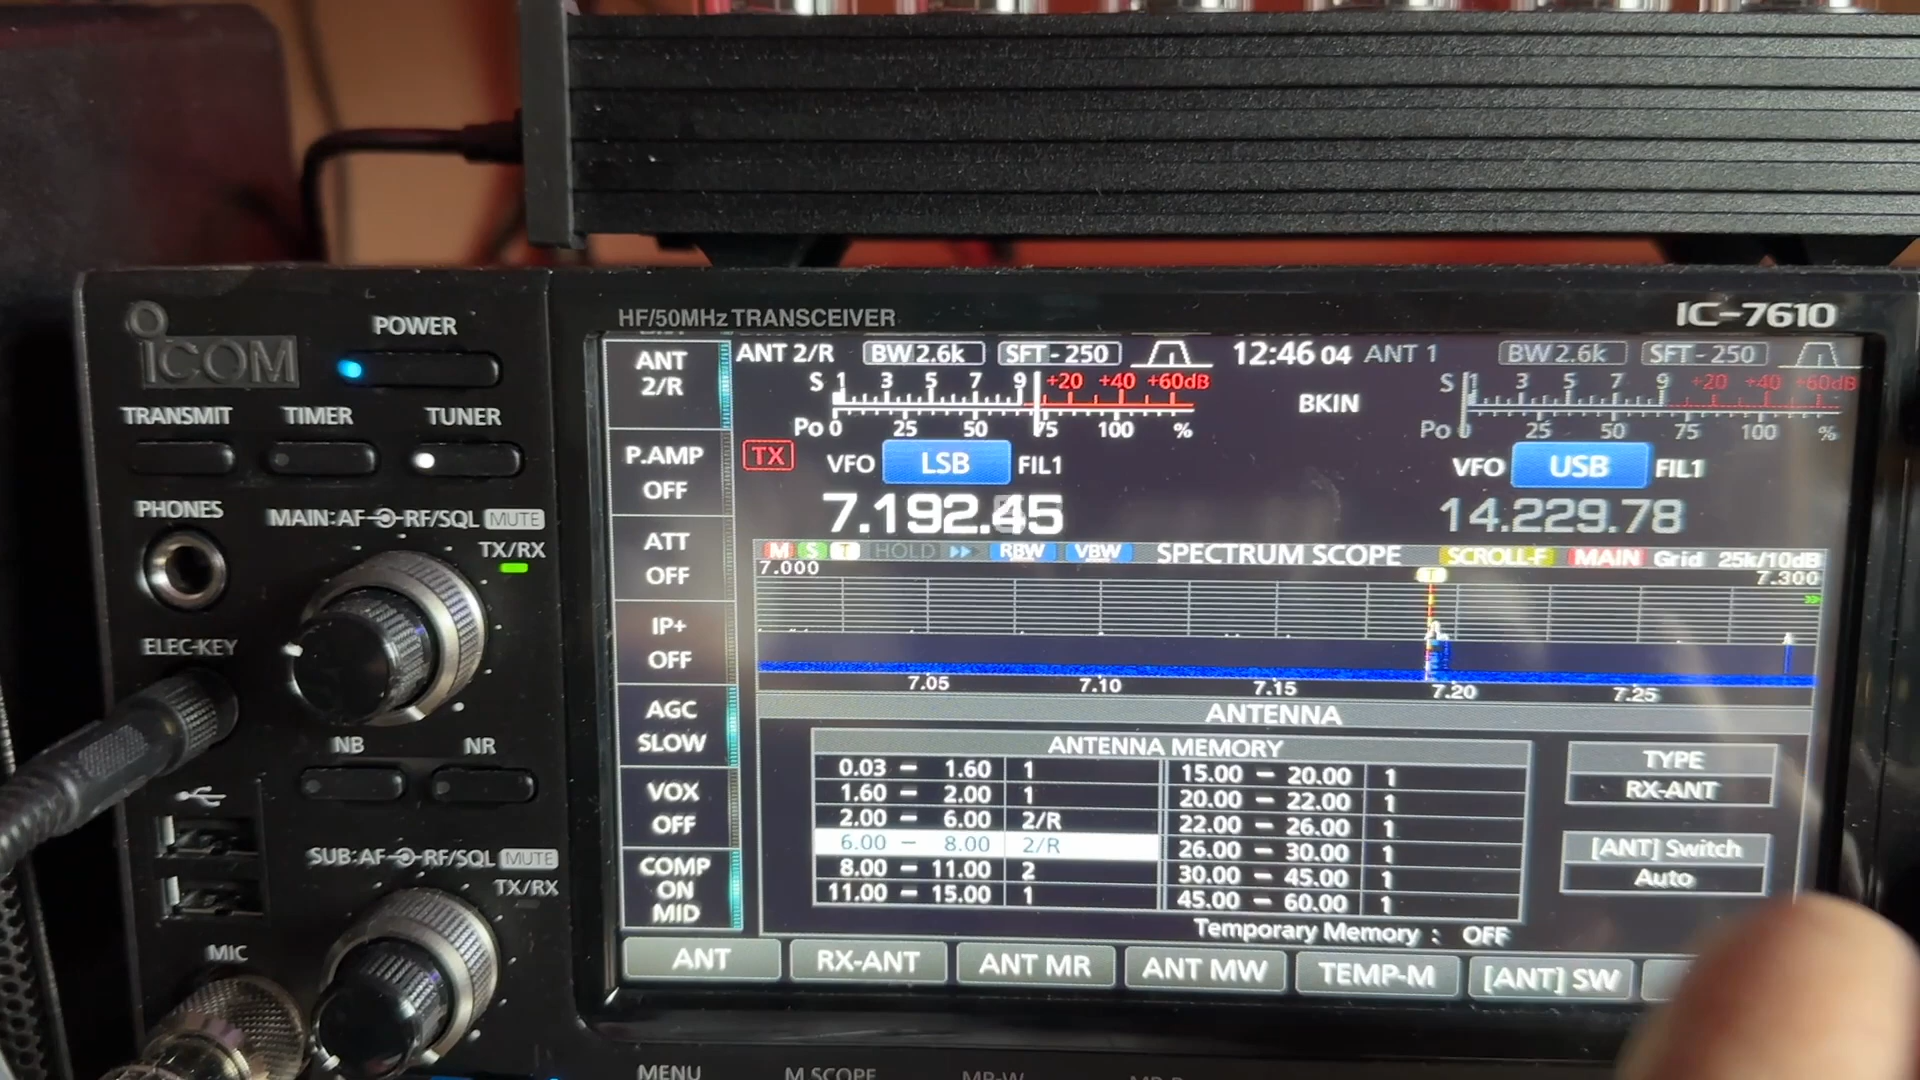 HF/50MHz TRANSCEIVER
IC-7610
ICOM
POWER
TRANSMIT TIMER TUNER
PHONES
MAIN:AF RF/SQL MUTE
TX/RX
ELEC-KEY
NB NR
SUB:AF RF/SQL MUTE
TX/RX
MIC
ANT
2/R
P.AMP
OFF
ATT
OFF
IP+
OFF
AGC
SLOW
VOX
OFF
COMP
ON
MID
ANT 2/R BW 2.6k SFT -250 12:46 04 ANT 1 BW 2.6k SFT -250
S 1 3 5 7 9 +20 +40 +60dB
S 1 3 5 7 9 +20 +40 +60dB
BKIN
Po 0 25 50 75 100 %
Po 0 25 50 75 100 %
TX VFO LSB FIL1
VFO USB FIL1
7.192.45
14.229.78
M S T HOLD RBW VBW SPECTRUM SCOPE SCROLL-F MAIN Grid 25k/10dB
7.000 7.300
T
7.05 7.10 7.15 7.20 7.25
ANTENNA
ANTENNA MEMORY
0.03 - 1.60 1 15.00 - 20.00 1
1.60 - 2.00 1 20.00 - 22.00 1
2.00 - 6.00 2/R 22.00 - 26.00 1
6.00 - 8.00 2/R 26.00 - 30.00 1
8.00 - 11.00 2 30.00 - 45.00 1
11.00 - 15.00 1 45.00 - 60.00 1
TYPE
RX-ANT
[ANT] Switch
Auto
Temporary Memory : OFF
ANT RX-ANT ANT MR ANT MW TEMP-M [ANT] SW
MENU M.SCOPE